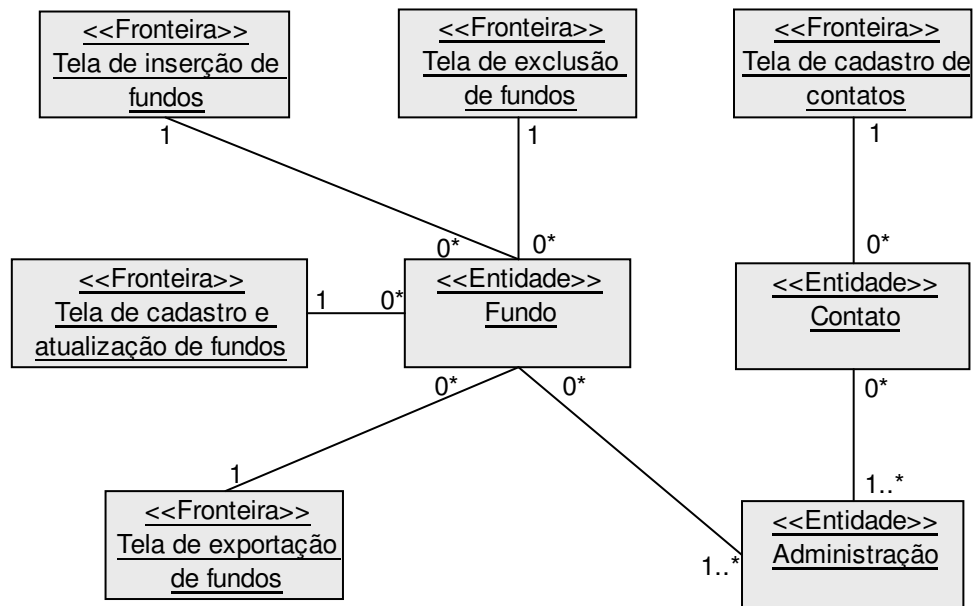 <<Fronteira>>
Tela de inserção de
fundos
<<Fronteira>>
Tela de exclusão
de fundos
<<Fronteira>>
Tela de cadastro de
contatos
1
1
1
0*
0*
0*
<<Fronteira>>
Tela de cadastro e
atualização de fundos
1
0*
<<Entidade>>
Fundo
<<Entidade>>
Contato
0*
0*
0*
1
1..*
<<Fronteira>>
Tela de exportação
de fundos
1..*
<<Entidade>>
Administração